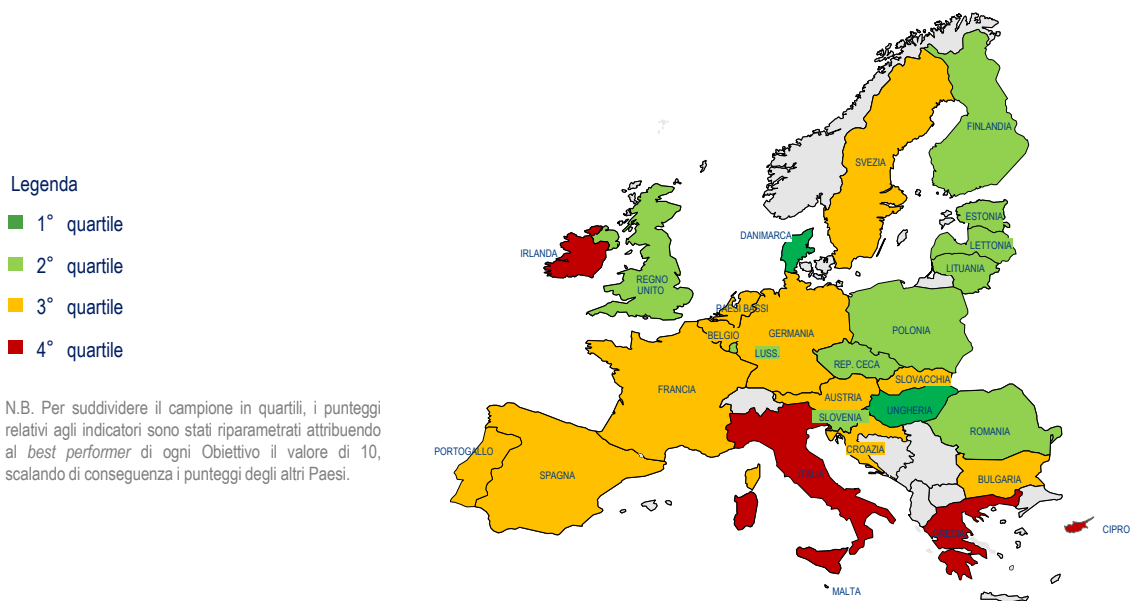 Legenda
1° quartile
2° quartile
3° quartile
4° quartile
N.B. Per suddividere il campione in quartili, i punteggi
relativi agli indicatori sono stati riparametrati attribuendo
al best performer di ogni Obiettivo il valore di 10,
scalando di conseguenza i punteggi degli altri Paesi.
FINLANDIA
SVEZIA
ESTONIA
DANIMARCA
LETTONIA
IRLANDA
LITUANIA
REGNO
UNITO
PAESI BASSI
BELGIO
GERMANIA
POLONIA
LUSS.
REP. CECA
SLOVACCHIA
FRANCIA
AUSTRIA
SLOVENIA
UNGHERIA
ROMANIA
CROAZIA
PORTOGALLO
SPAGNA
ITALIA
BULGARIA
GRECIA
CIPRO
MALTA